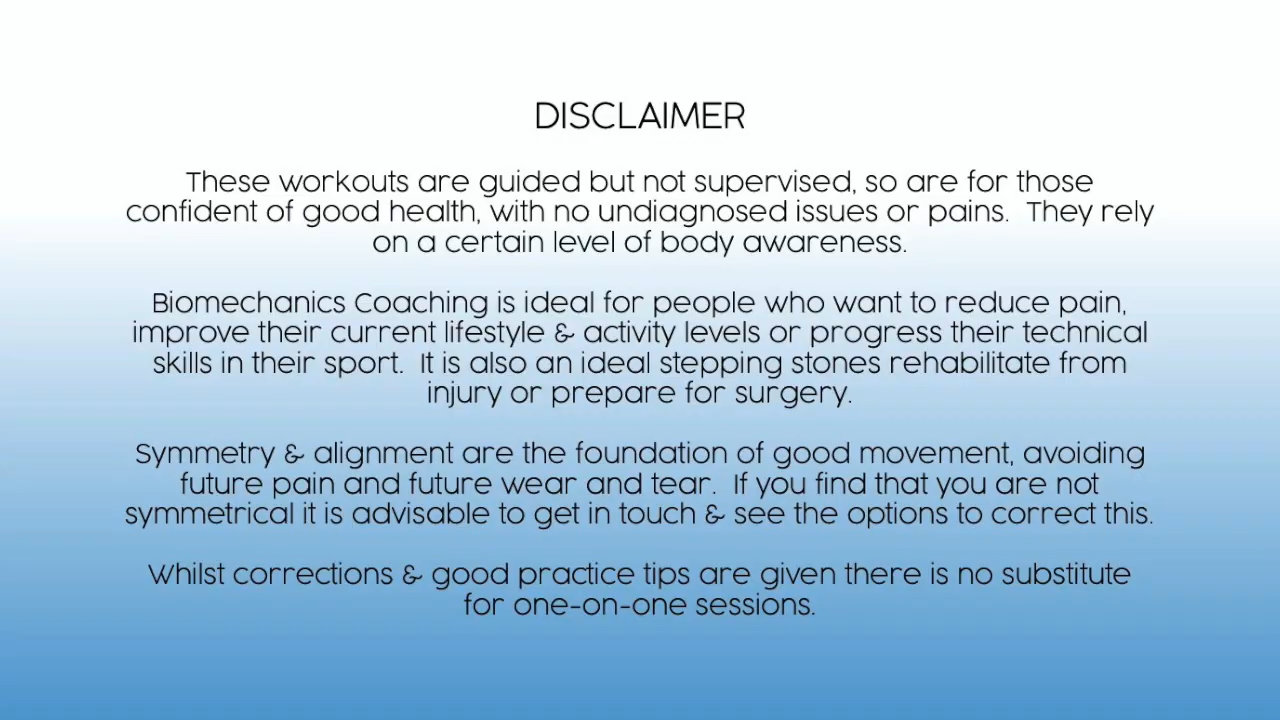 DISCLAIMER
These workouts are guided but not supervised, so are for those
confident of good health, with no undiagnosed issues or pains.  They rely
on a certain level of body awareness.
Biomechanics Coaching is ideal for people who want to reduce pain,
improve their current lifestyle & activity levels or progress their technical
skills in their sport.  It is also an ideal stepping stones rehabilitate from
injury or prepare for surgery.
Symmetry & alignment are the foundation of good movement, avoiding
future pain and future wear and tear.  If you find that you are not
symmetrical it is advisable to get in touch & see the options to correct this.
Whilst corrections & good practice tips are given there is no substitute
for one-on-one sessions.